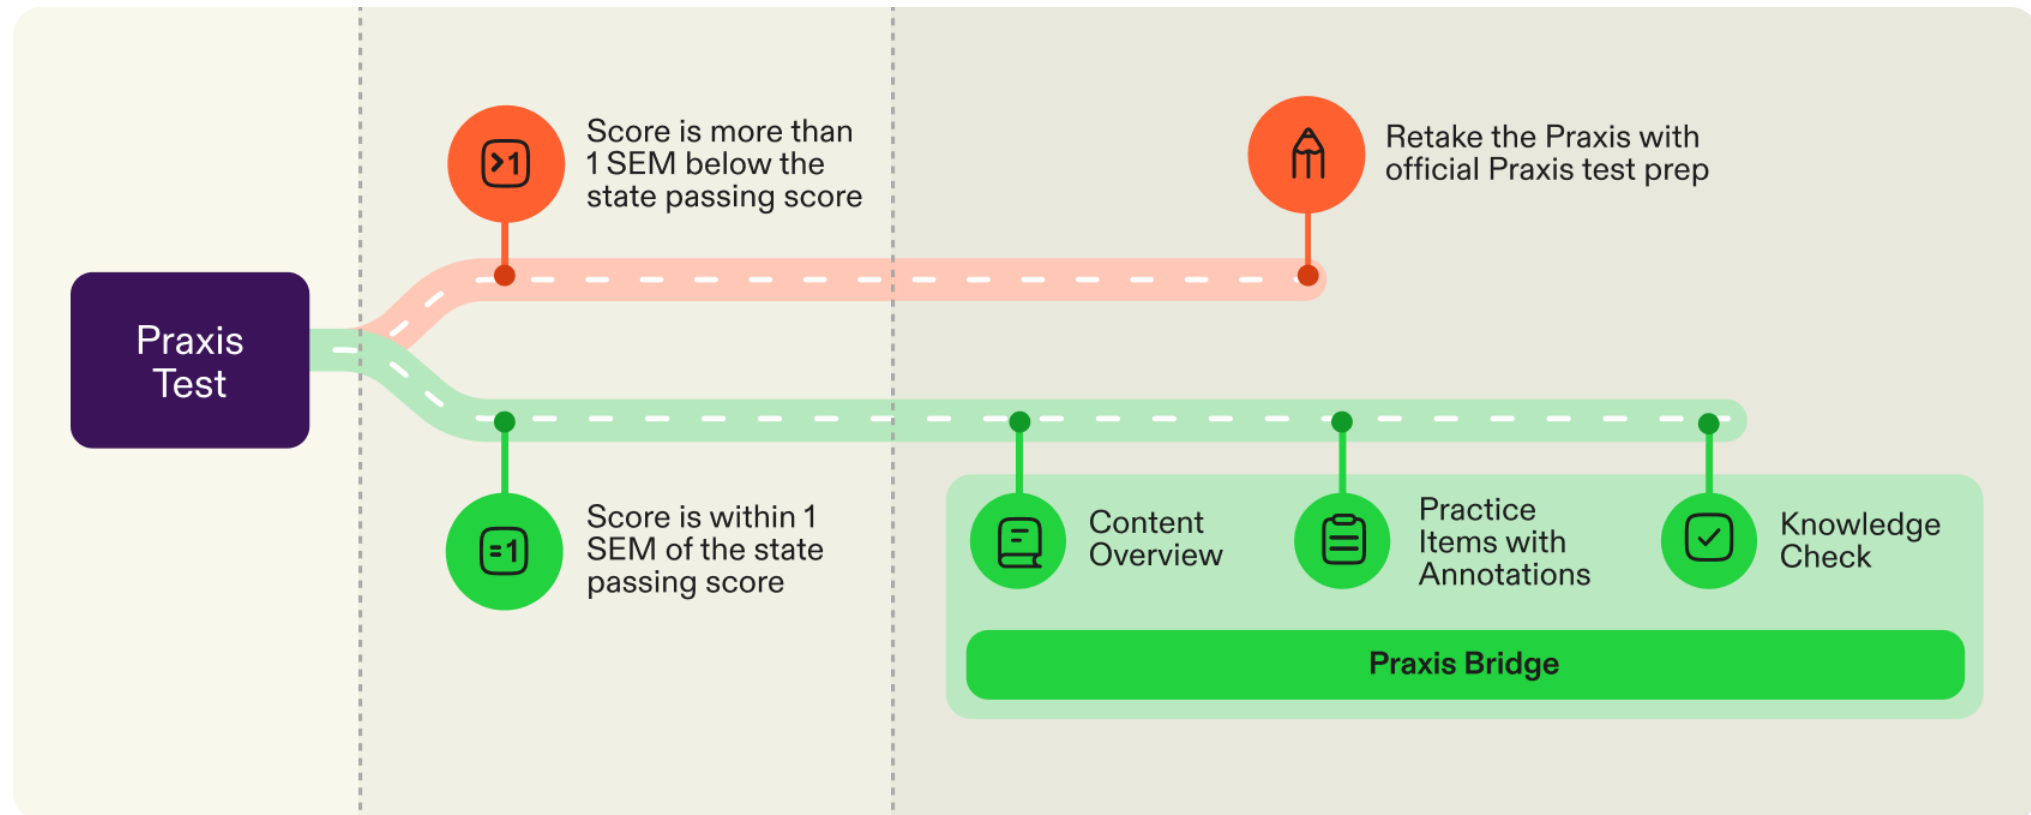 Praxis
Test
>1
Score is more than
1 SEM below the
state passing score
Retake the Praxis with
official Praxis test prep
=1
Score is within 1
SEM of the state
passing score
Content
Overview
Practice
Items with
Annotations
Knowledge
Check
Praxis Bridge